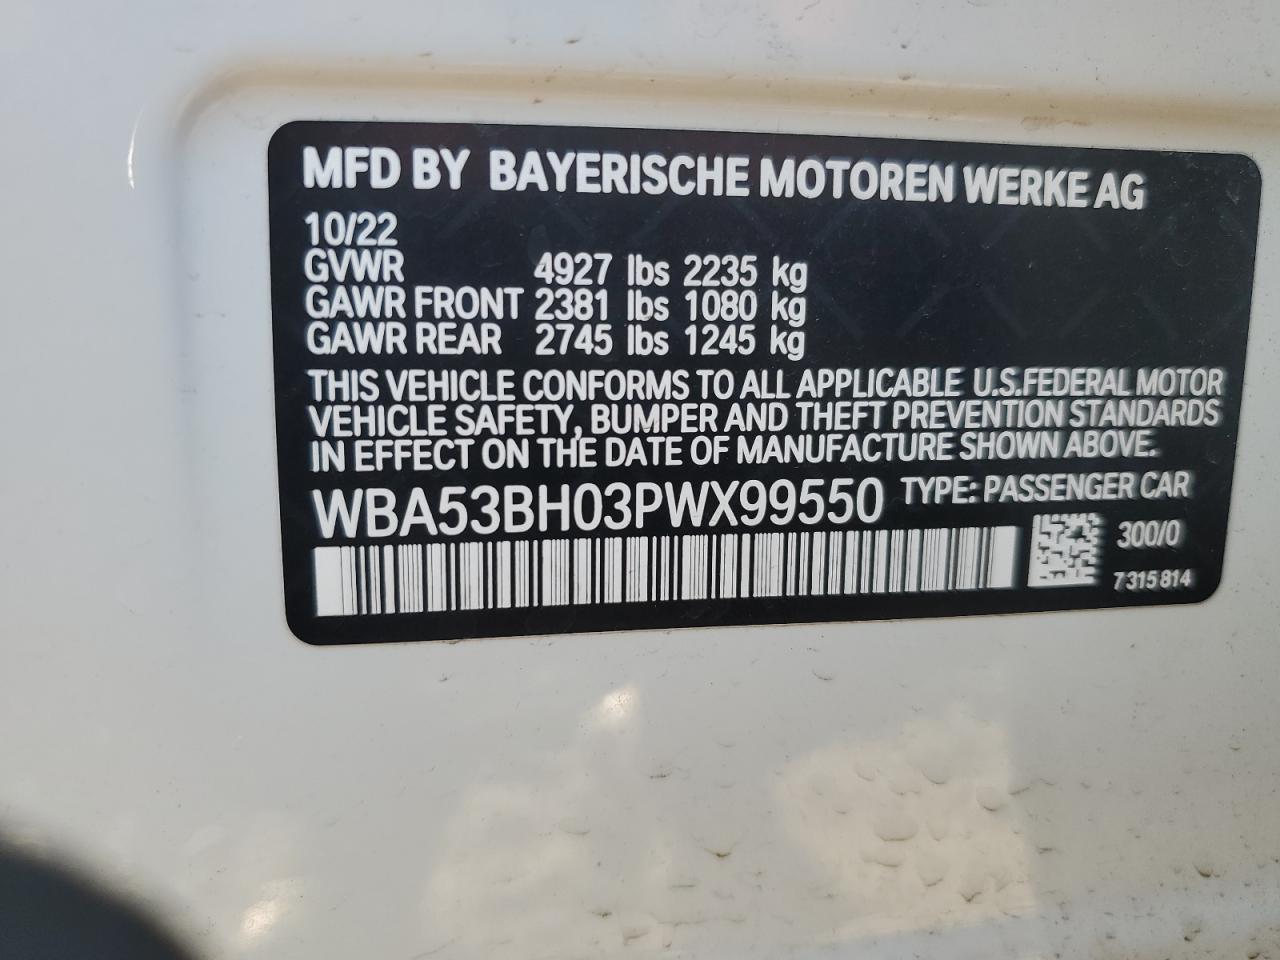 MFD BY BAYERISCHE MOTOREN WERKE AG
10/22
GVWR 4927 lbs 2235 kg
GAWR FRONT 2381 lbs 1080 kg
GAWR REAR 2745 lbs 1245 kg
THIS VEHICLE CONFORMS TO ALL APPLICABLE U.S.FEDERAL MOTOR
VEHICLE SAFETY, BUMPER AND THEFT PREVENTION STANDARDS
IN EFFECT ON THE DATE OF MANUFACTURE SHOWN ABOVE.
WBA53BH03PWX99550 TYPE: PASSENGER CAR
300/0
7 315 814